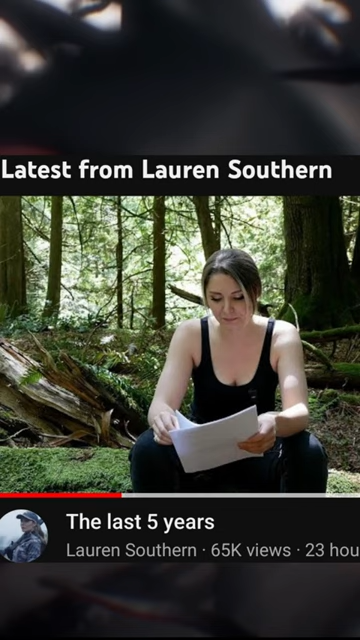 Latest from Lauren Southern
The last 5 years
Lauren Southern · 65K views · 23 hou